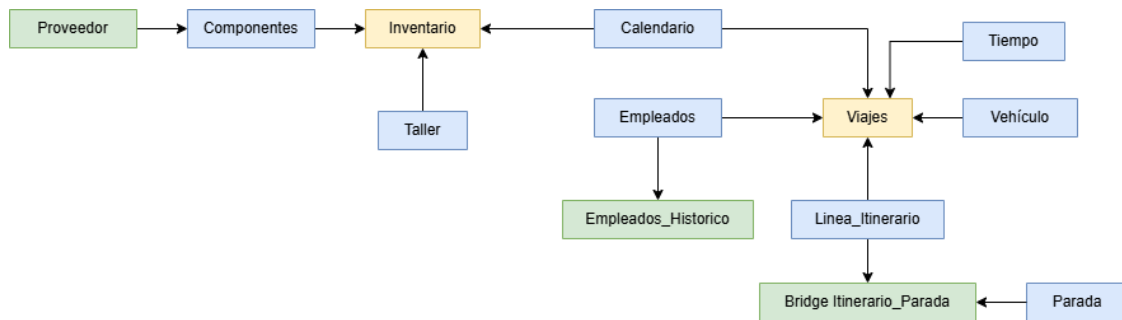 Proveedor
Componentes
Inventario
Calendario
Tiempo
Taller
Empleados
Viajes
Vehículo
Empleados_Historico
Linea_Itinerario
Bridge Itinerario_Parada
Parada